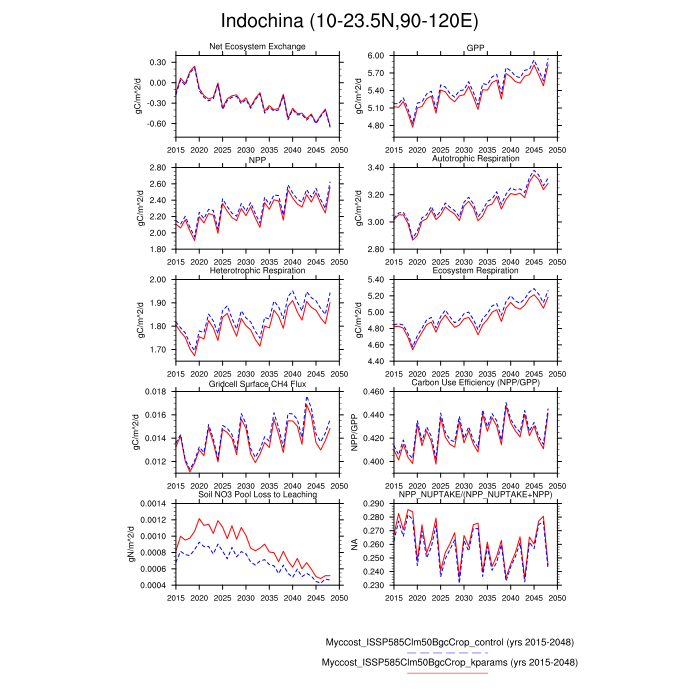 Indochina (10-23.5N,90-120E)
Net Ecosystem Exchange
GPP
gC/m^2/d
0.30
0.00
-0.30
-0.60
2015 2020 2025 2030 2035 2040 2045 2050
gC/m^2/d
6.00
5.70
5.40
5.10
4.80
2015 2020 2025 2030 2035 2040 2045 2050
NPP
Autotrophic Respiration
gC/m^2/d
2.80
2.60
2.40
2.20
2.00
1.80
2015 2020 2025 2030 2035 2040 2045 2050
gC/m^2/d
3.40
3.20
3.00
2.80
2015 2020 2025 2030 2035 2040 2045 2050
Heterotrophic Respiration
Ecosystem Respiration
gC/m^2/d
2.00
1.90
1.80
1.70
2015 2020 2025 2030 2035 2040 2045 2050
gC/m^2/d
5.40
5.20
5.00
4.80
4.60
4.40
2015 2020 2025 2030 2035 2040 2045 2050
Gridcell Surface CH4 Flux
Carbon Use Efficiency (NPP/GPP)
gC/m^2/d
0.018
0.016
0.014
0.012
2015 2020 2025 2030 2035 2040 2045 2050
NPP/GPP
0.460
0.440
0.420
0.400
2015 2020 2025 2030 2035 2040 2045 2050
Soil NO3 Pool Loss to Leaching
NPP_NUPTAKE/(NPP_NUPTAKE+NPP)
gN/m^2/d
0.0014
0.0012
0.0010
0.0008
0.0006
0.0004
2015 2020 2025 2030 2035 2040 2045 2050
NA
0.290
0.280
0.270
0.260
0.250
0.240
0.230
2015 2020 2025 2030 2035 2040 2045 2050
Myccost_ISSP585Clm50BgcCrop_control (yrs 2015-2048)
Myccost_ISSP585Clm50BgcCrop_kparams (yrs 2015-2048)